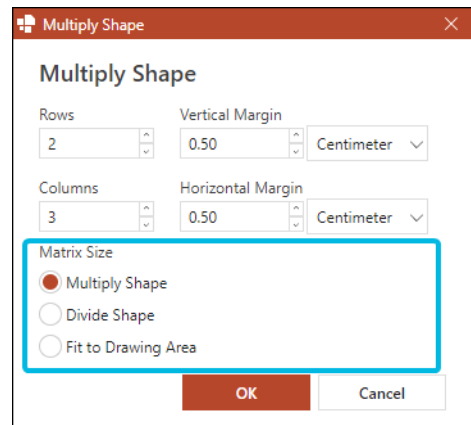 Multiply Shape
Multiply Shape
Rows Vertical Margin
2 0.50 Centimeter
Columns Horizontal Margin
3 0.50 Centimeter
Matrix Size
Multiply Shape
Divide Shape
Fit to Drawing Area
OK Cancel